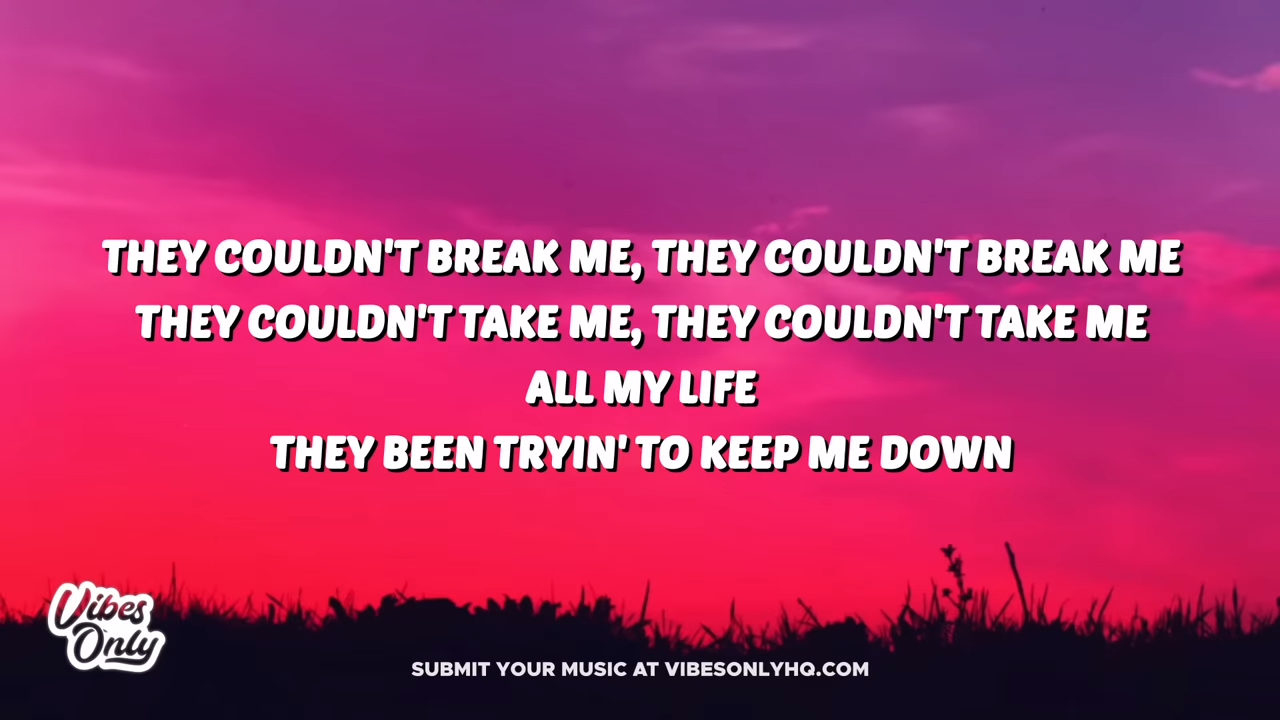 THEY COULDN'T BREAK ME, THEY COULDN'T BREAK ME
THEY COULDN'T TAKE ME, THEY COULDN'T TAKE ME
ALL MY LIFE
THEY BEEN TRYIN' TO KEEP ME DOWN
Vibes
Only
SUBMIT YOUR MUSIC AT VIBESONLYHQ.COM